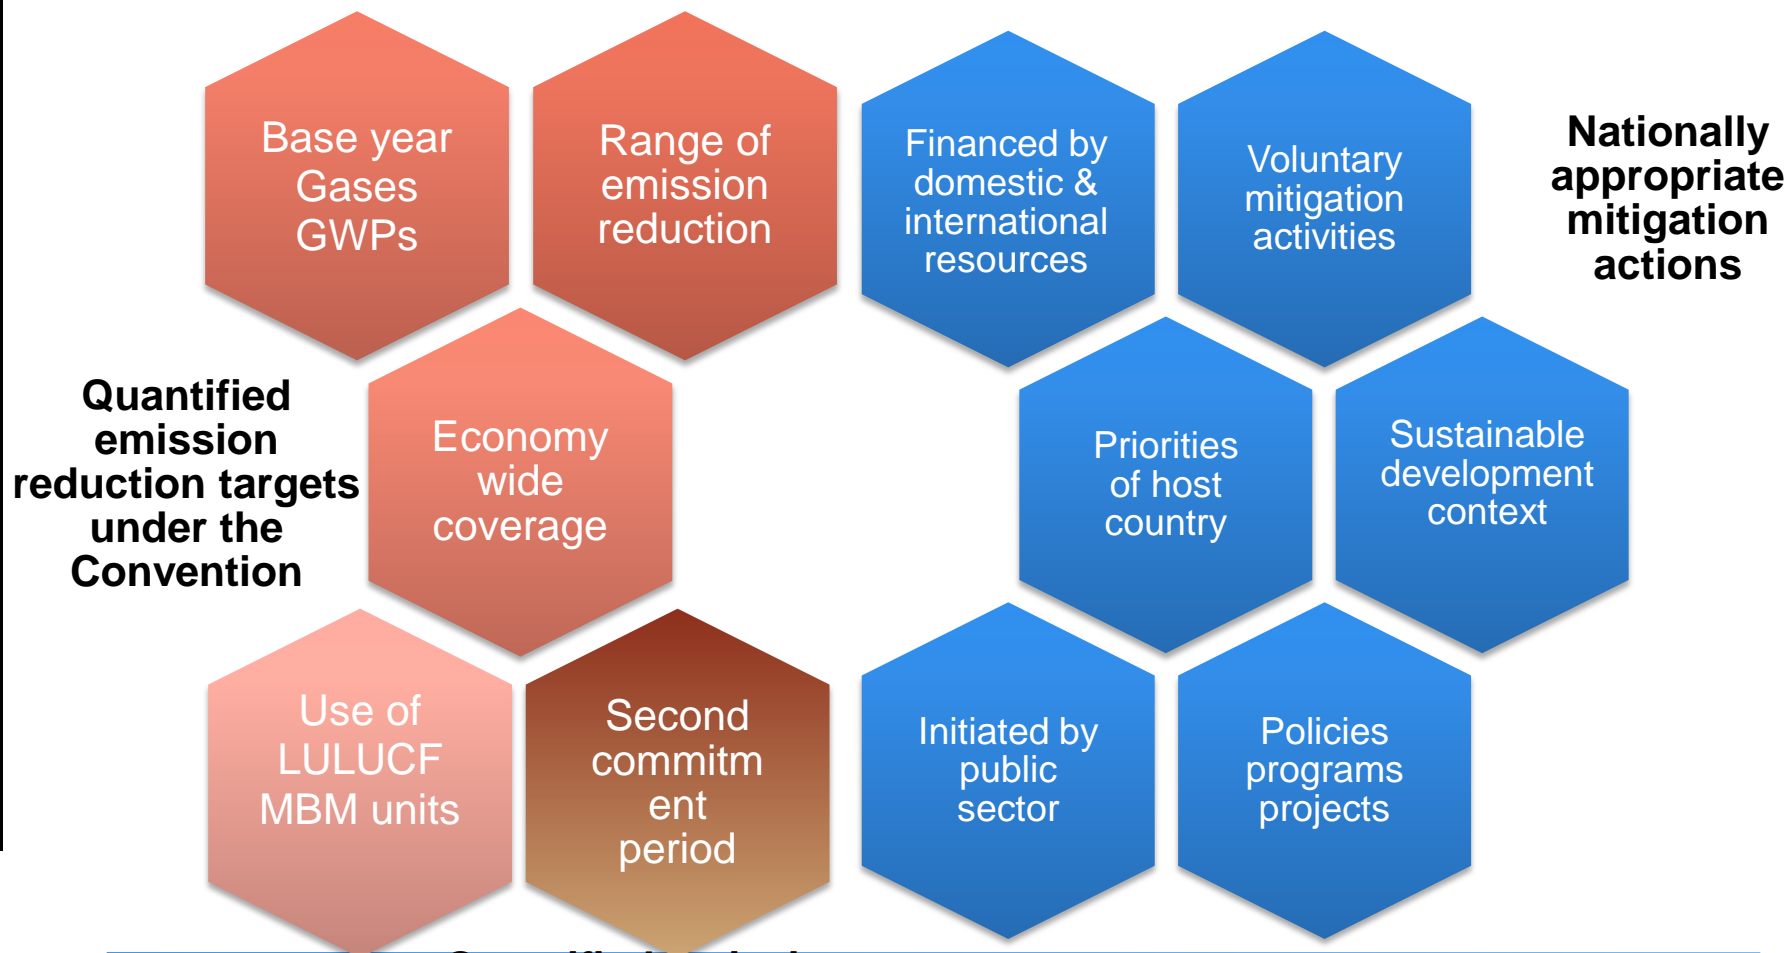 Base year
Gases
GWPs
Range of
emission
reduction
Financed by
domestic &
international
resources
Voluntary
mitigation
activities
Nationally
appropriate
mitigation
actions
Quantified
emission
reduction targets
under the
Convention
Economy
wide
coverage
Priorities
of host
country
Sustainable
development
context
Use of
LULUCF
MBM units
Second
commitm
ent
period
Initiated by
public
sector
Policies
programs
projects